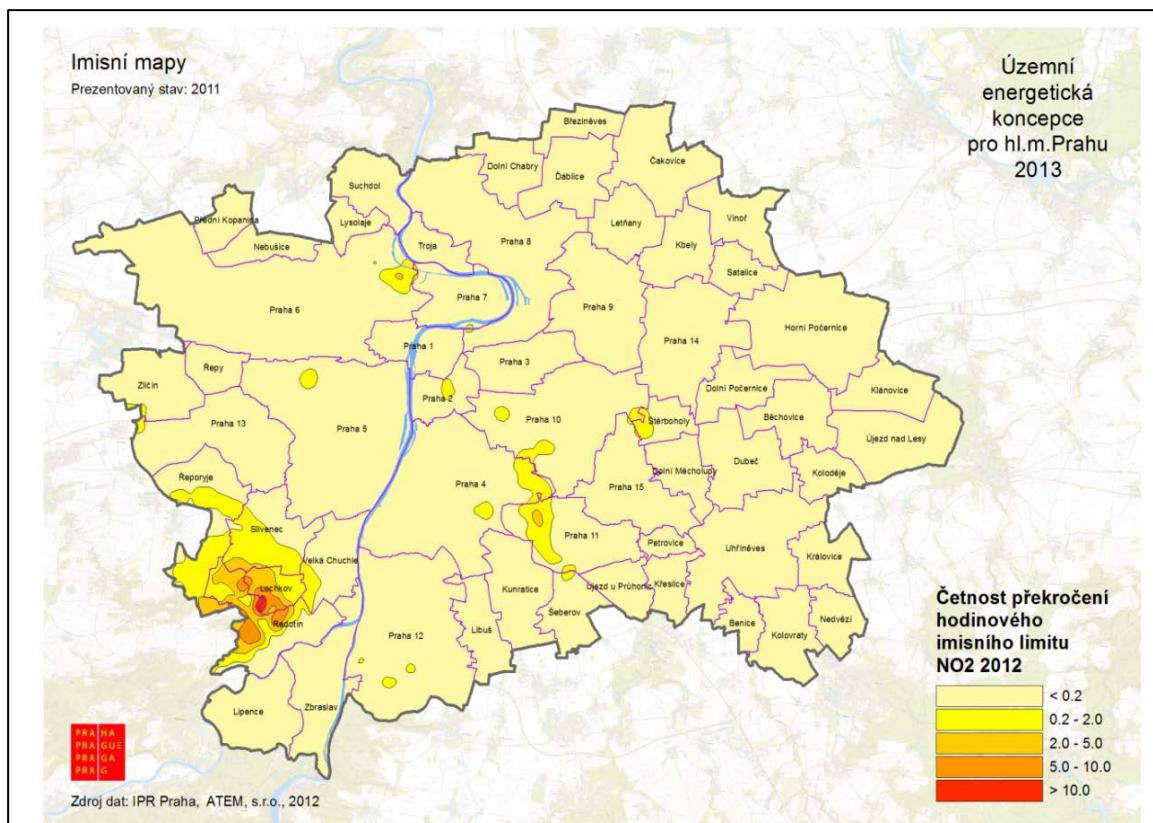 Imisní mapy
Prezentovaný stav: 2011
Územní
energetická
koncepce
pro hl.m.Prahu
2013
Březiněves
Čakovice
Dolní Chabry
Ďáblice
Suchdol
Vinoř
Přední Kopanina
Lysolaje
Letňany
Nebušice
Troja
Praha 8
Kbely
Satalice
Praha 7
Praha 6
Praha 9
Horní Počernice
Praha 1
Praha 14
Praha 3
Řepy
Zličín
Dolní Počernice
Klánovice
Praha 2
Praha 13
Praha 5
Praha 10
Štěrboholy
Běchovice
Újezd nad Lesy
Dubeč
Řeporyje
Dolní Měcholupy
Koloděje
Praha 4
Praha 15
Slivenec
Praha 11
Petrovice
Uhříněves
Velká Chuchle
Královice
Lochkov
Kunratice
Újezd u Průhonic
Křeslice
Šeberov
Radotín
Praha 12
Libuš
Benice
Nedvězí
Kolovraty
Lipence
Zbraslav
Četnost překročení
hodinového
imisního limitu
NO2 2012
< 0.2
0.2 - 2.0
2.0 - 5.0
5.0 - 10.0
> 10.0
PRA HA
PRA GUE
PRA GA
PRA G
Zdroj dat: IPR Praha, ATEM, s.r.o., 2012